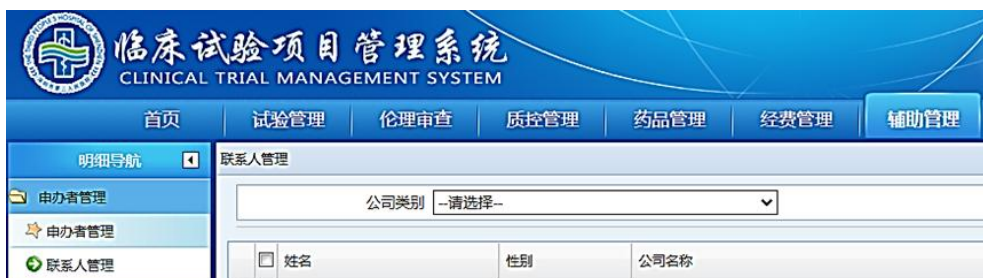 临床试验项目管理系统
CLINICAL TRIAL MANAGEMENT SYSTEM
首页 试验管理 伦理审查 质控管理 药品管理 经费管理 辅助管理
明细导航 联系人管理
申办者管理 公司类别 --请选择--
申办者管理
联系人管理 姓名 性别 公司名称